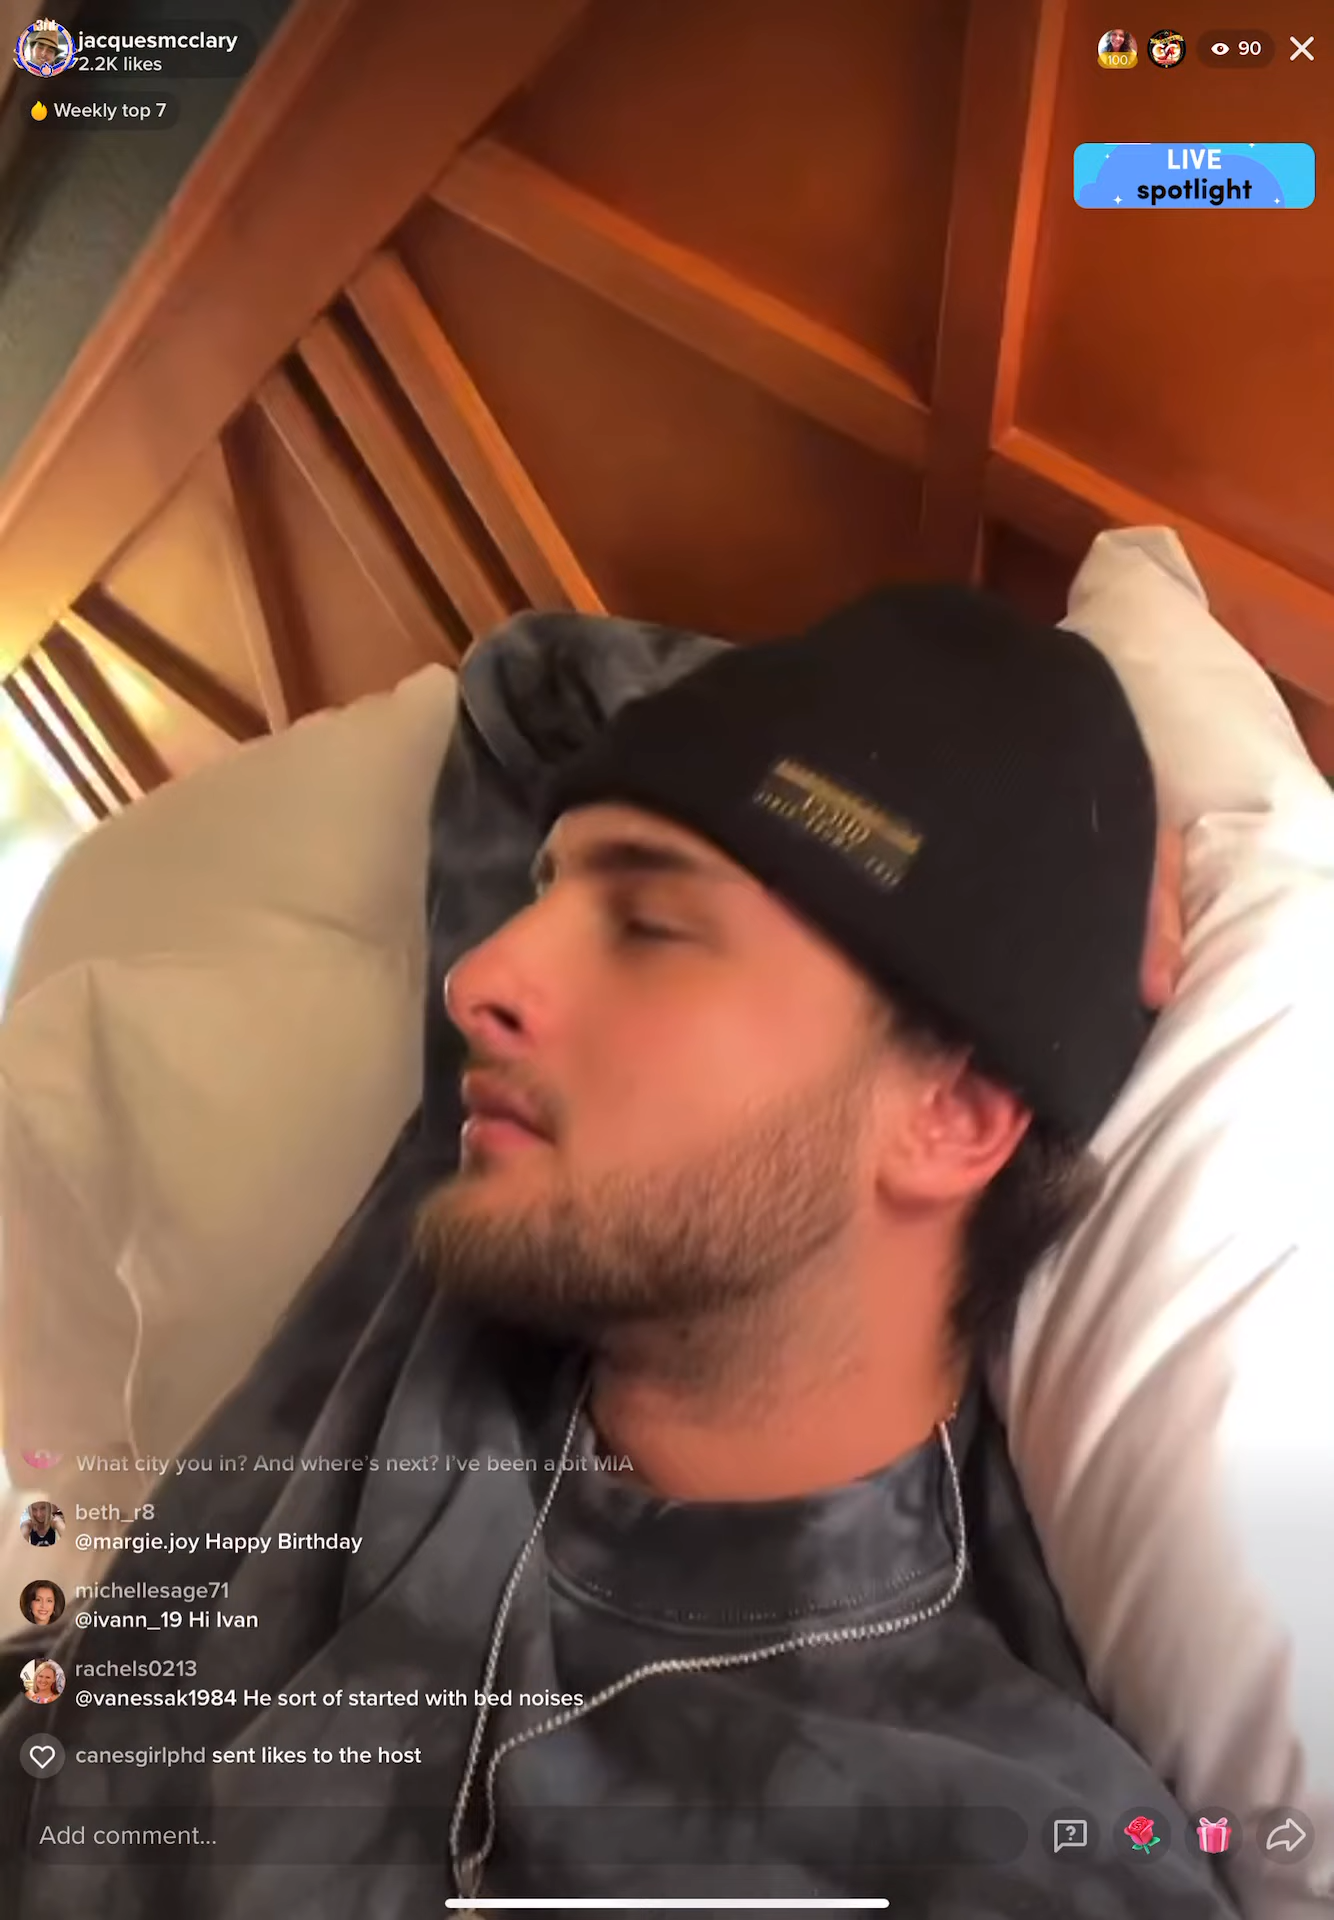 3rd
jacquesmcclary
2.2K likes
100
90
Weekly top 7
LIVE
spotlight
What city you in? And where's next? I've been a bit MIA
beth_r8
@margie.joy Happy Birthday
michellesage71
@ivann_19 Hi Ivan
rachels0213
@vanessak1984 He sort of started with bed noises
canesgirlphd sent likes to the host
Add comment...